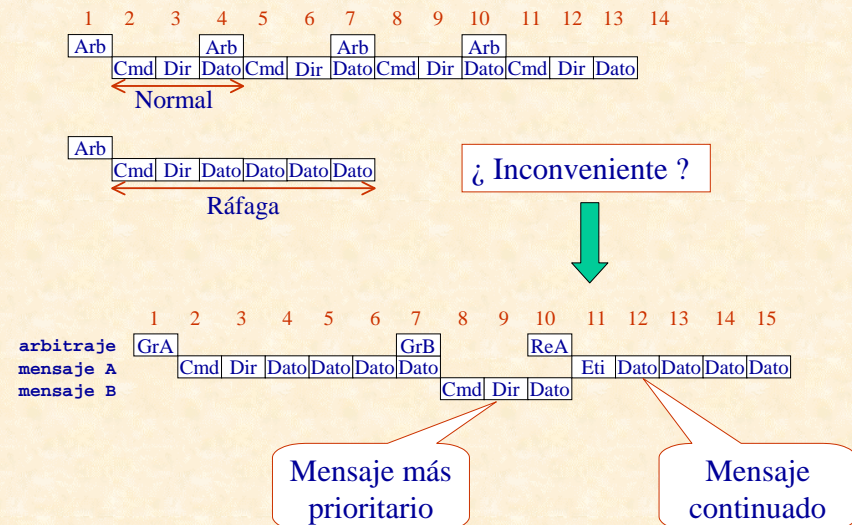 1 2 3 4 5 6 7 8 9 10 11 12 13 14
Arb Arb Arb Arb
Cmd Dir Dato Cmd Dir Dato Cmd Dir Dato Cmd Dir Dato
Normal
Arb
Cmd Dir Dato Dato Dato Dato
Ráfaga
¿ Inconveniente ?
1 2 3 4 5 6 7 8 9 10 11 12 13 14 15
arbitraje GrA GrB ReA
mensaje A Cmd Dir Dato Dato Dato Dato Eti Dato Dato Dato Dato
mensaje B Cmd Dir Dato
Mensaje más
prioritario
Mensaje
continuado